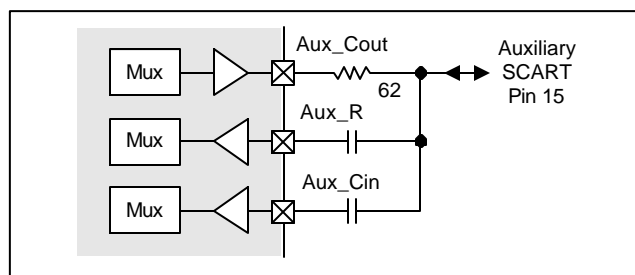 Aux_Cout
Mux
62
Auxiliary
SCART
Pin 15
Aux_R
Mux
Aux_Cin
Mux